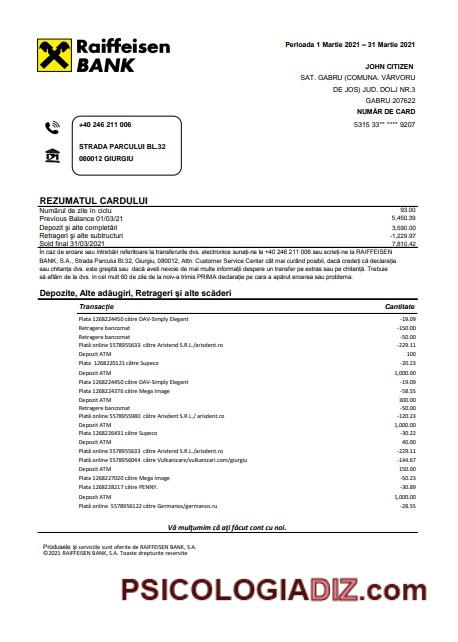 Raiffeisen
BANK
Perloada 1 Martie 2021 – 31 Martie 2021
JOHN CITIZEN
SAT. GABRU (COMUNA. VÂRVORU
DE JOS) JUD. DOLJ NR.3
GABRU 207622
NUMĂR DE CARD
5315 33** **** 9207
+40 246 211 006
STRADA PARCULUI BL.32
080012 GIURGIU
REZUMATUL CARDULUI
Numărul de zile în ciclu 93.00
Previous Balance 01/03/21 5,450.39
Depozit și alte completări 3,590.00
Retrageri și alte subtructuri -1,229.97
Sold final 31/03/2021 7,810.42
În caz de eroare sau întrebări referitoare la transferurile dvs. electronice sunați-ne la +40 246 211 006 sau scrieți-ne la RAIFFEISEN
BANK, S.A., Strada Parcului Bl.32, Giurgiu, 080012, Attn: Customer Service Center cât mai curând posibil, dacă credeți că declarația
sau chitanța dvs. este greșită sau dacă aveți nevoie de mai multe informații despre un transfer pe extras sau pe chitanță. Trebuie
să aflăm de la dvs. în cel mult 60 de zile de la noi-a trimis PRIMA declarație pe care a apărut eroarea sau problema.
Depozite, Alte adăugiri, Retrageri și alte scăderi
Tranzacție Cantitate
Plata 1268224450 către DAV-Simply Elegant -19.09
Retragere bancomat -150.00
Retragere bancomat -50.00
Plată online 5578955633 către Aristend S.R.L/arisdent.ro -229.11
Depozit ATM 100
Plata 1268220121 către Supeco -20.23
Depozit ATM 1,000.00
Plata 1268224450 către DAV-Simply Elegant -19.09
Plata 1268224376 către Mega Image -58.55
Depozit ATM 300.00
Retragere bancomat -50.00
Plată online 5578955980 către Arisdent S.R.L./ arisdent.ro -120.23
Depozit ATM 1,000.00
Plata 1268226431 către Supeco -30.22
Depozit ATM 40.00
Plată online 5578955633 către Aristend S.R.L/arisdent.ro -229.11
Plată online 5578956044 către Vulkanizare/vulkanizari.com/giurgiu -144.67
Depozit ATM 150.00
Plata 1268227020 către Mega Image -50.23
Plata 1268228217 către PENNY. -30.89
Depozit ATM 1,000.00
Plată online 5578956122 către Germanos/germanos.ru -28.55
Vă mulțumim că ați făcut cont cu noi.
Produsele și serviciile sunt oferite de RAIFFEISEN BANK, S.A.
©2021 RAIFFEISEN BANK, S.A. Toaste drepturite reservite
PSICOLOGIADIZ.com